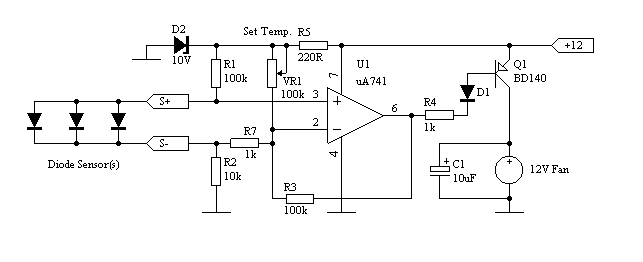 Set Temp.
D2
10V
R5
220R
+12
R1
100k
VR1
100k
U1
uA741
7
3
+
2
−
6
4
Q1
BD140
D1
R4
1k
S+
S-
R7
1k
Diode Sensor(s)
R2
10k
R3
100k
+
C1
10uF
+
12V Fan